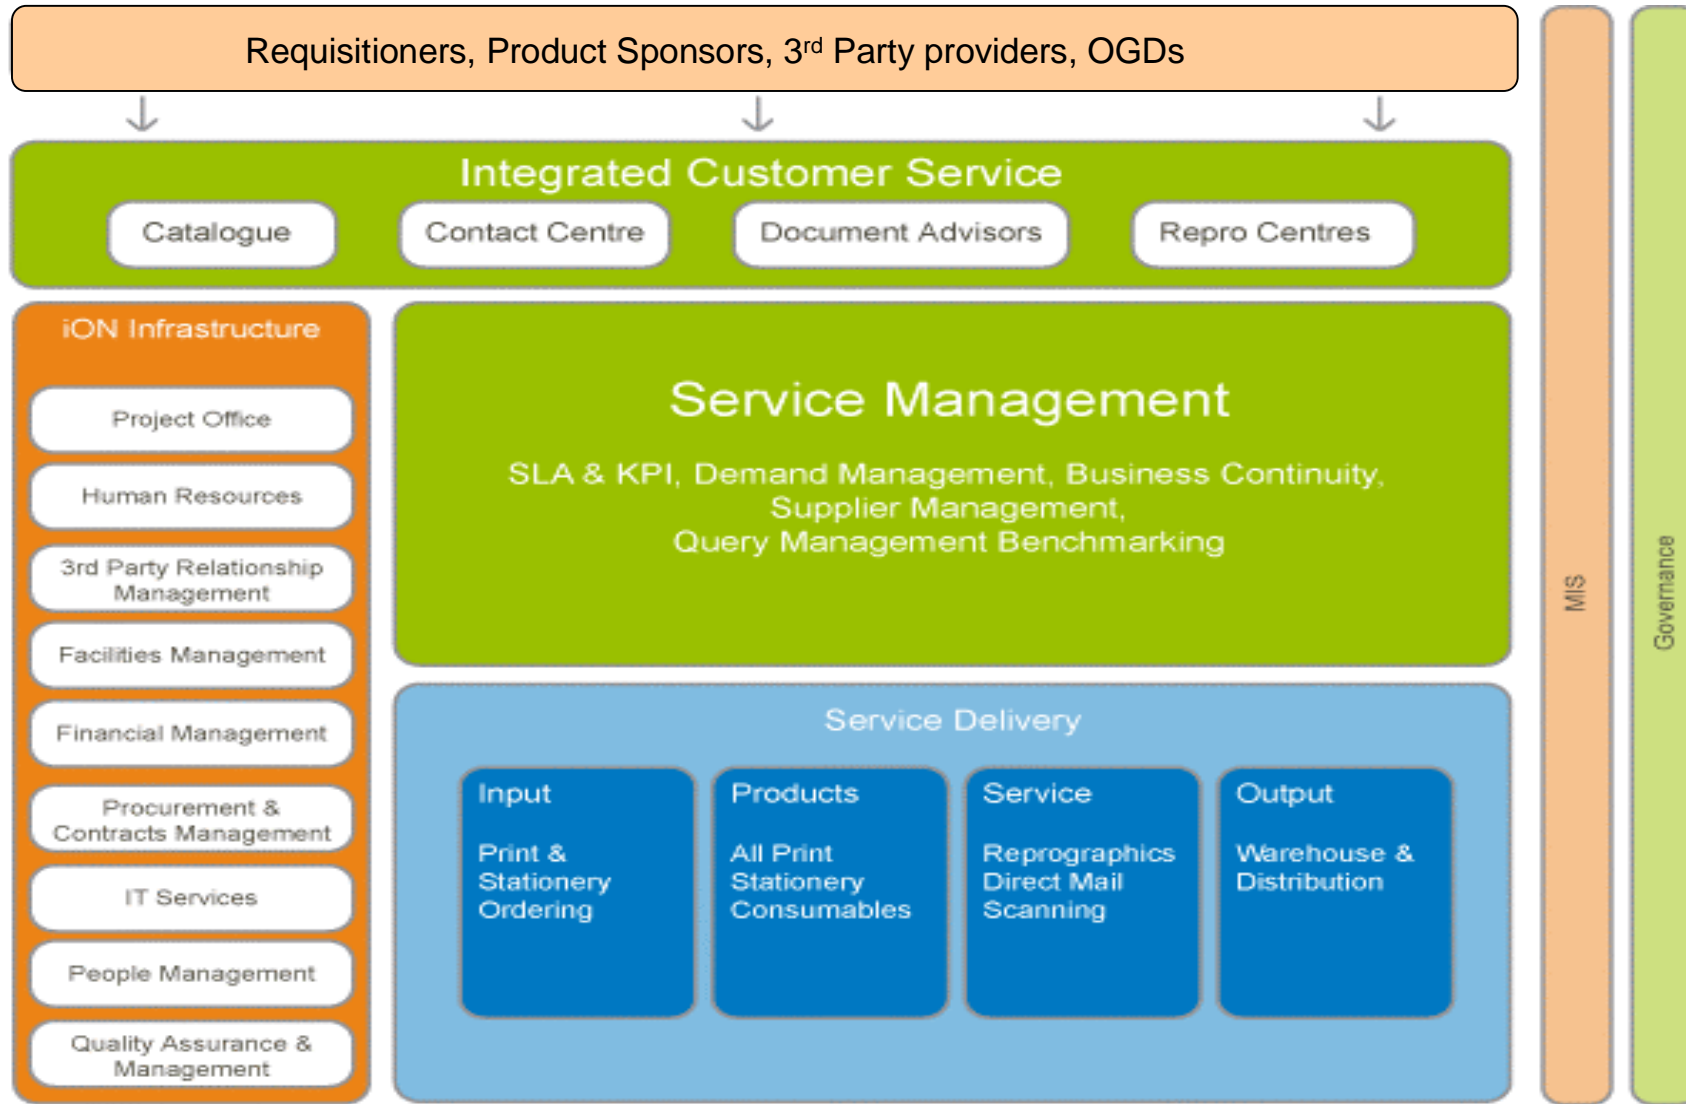 Requisitioners, Product Sponsors, 3rd Party providers, OGDs
Integrated Customer Service
Catalogue
Contact Centre
Document Advisors
Repro Centres
iON Infrastructure
Project Office
Human Resources
3rd Party Relationship
Management
Facilities Management
Financial Management
Procurement &
Contracts Management
IT Services
People Management
Quality Assurance &
Management
Service Management
SLA & KPI, Demand Management, Business Continuity,
Supplier Management,
Query Management Benchmarking
Service Delivery
Input
Print &
Stationery
Ordering
Products
All Print
Stationery
Consumables
Service
Reprographics
Direct Mail
Scanning
Output
Warehouse &
Distribution
MIS
Governance